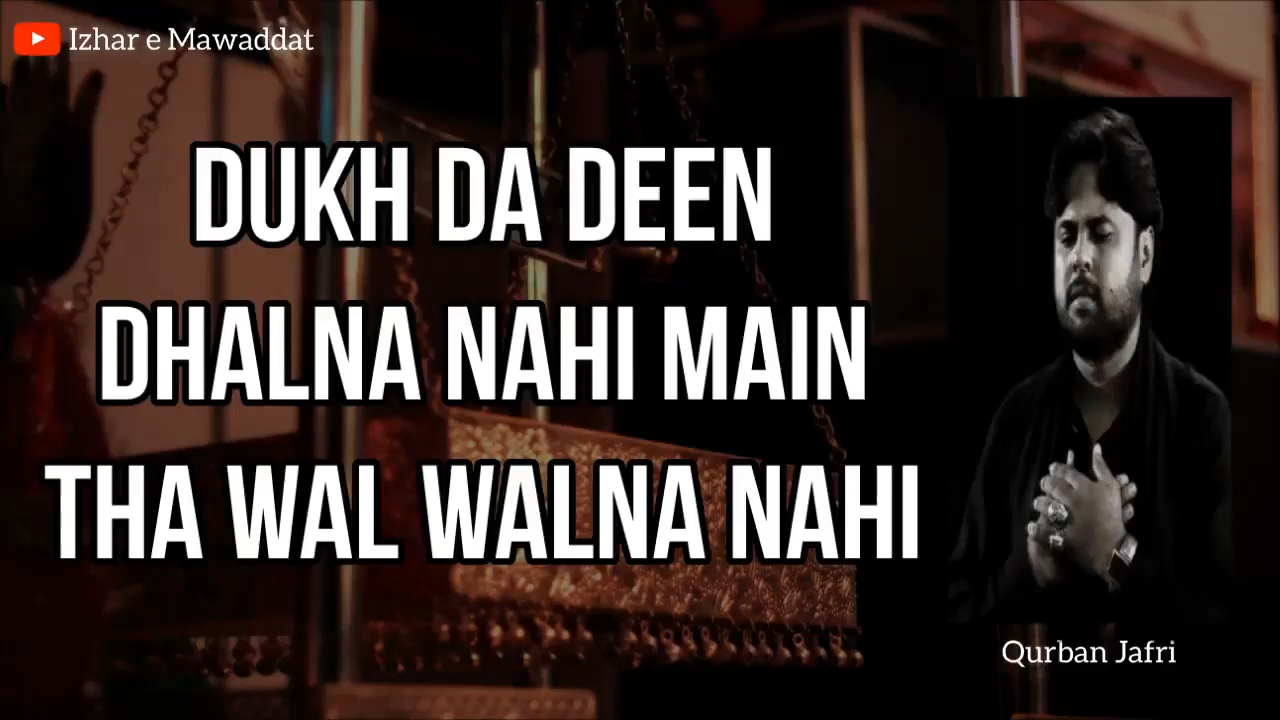 Izhar e Mawaddat
DUKH DA DEEN
DHALNA NAHI MAIN
THA WAL WALNA NAHI
Qurban Jafri